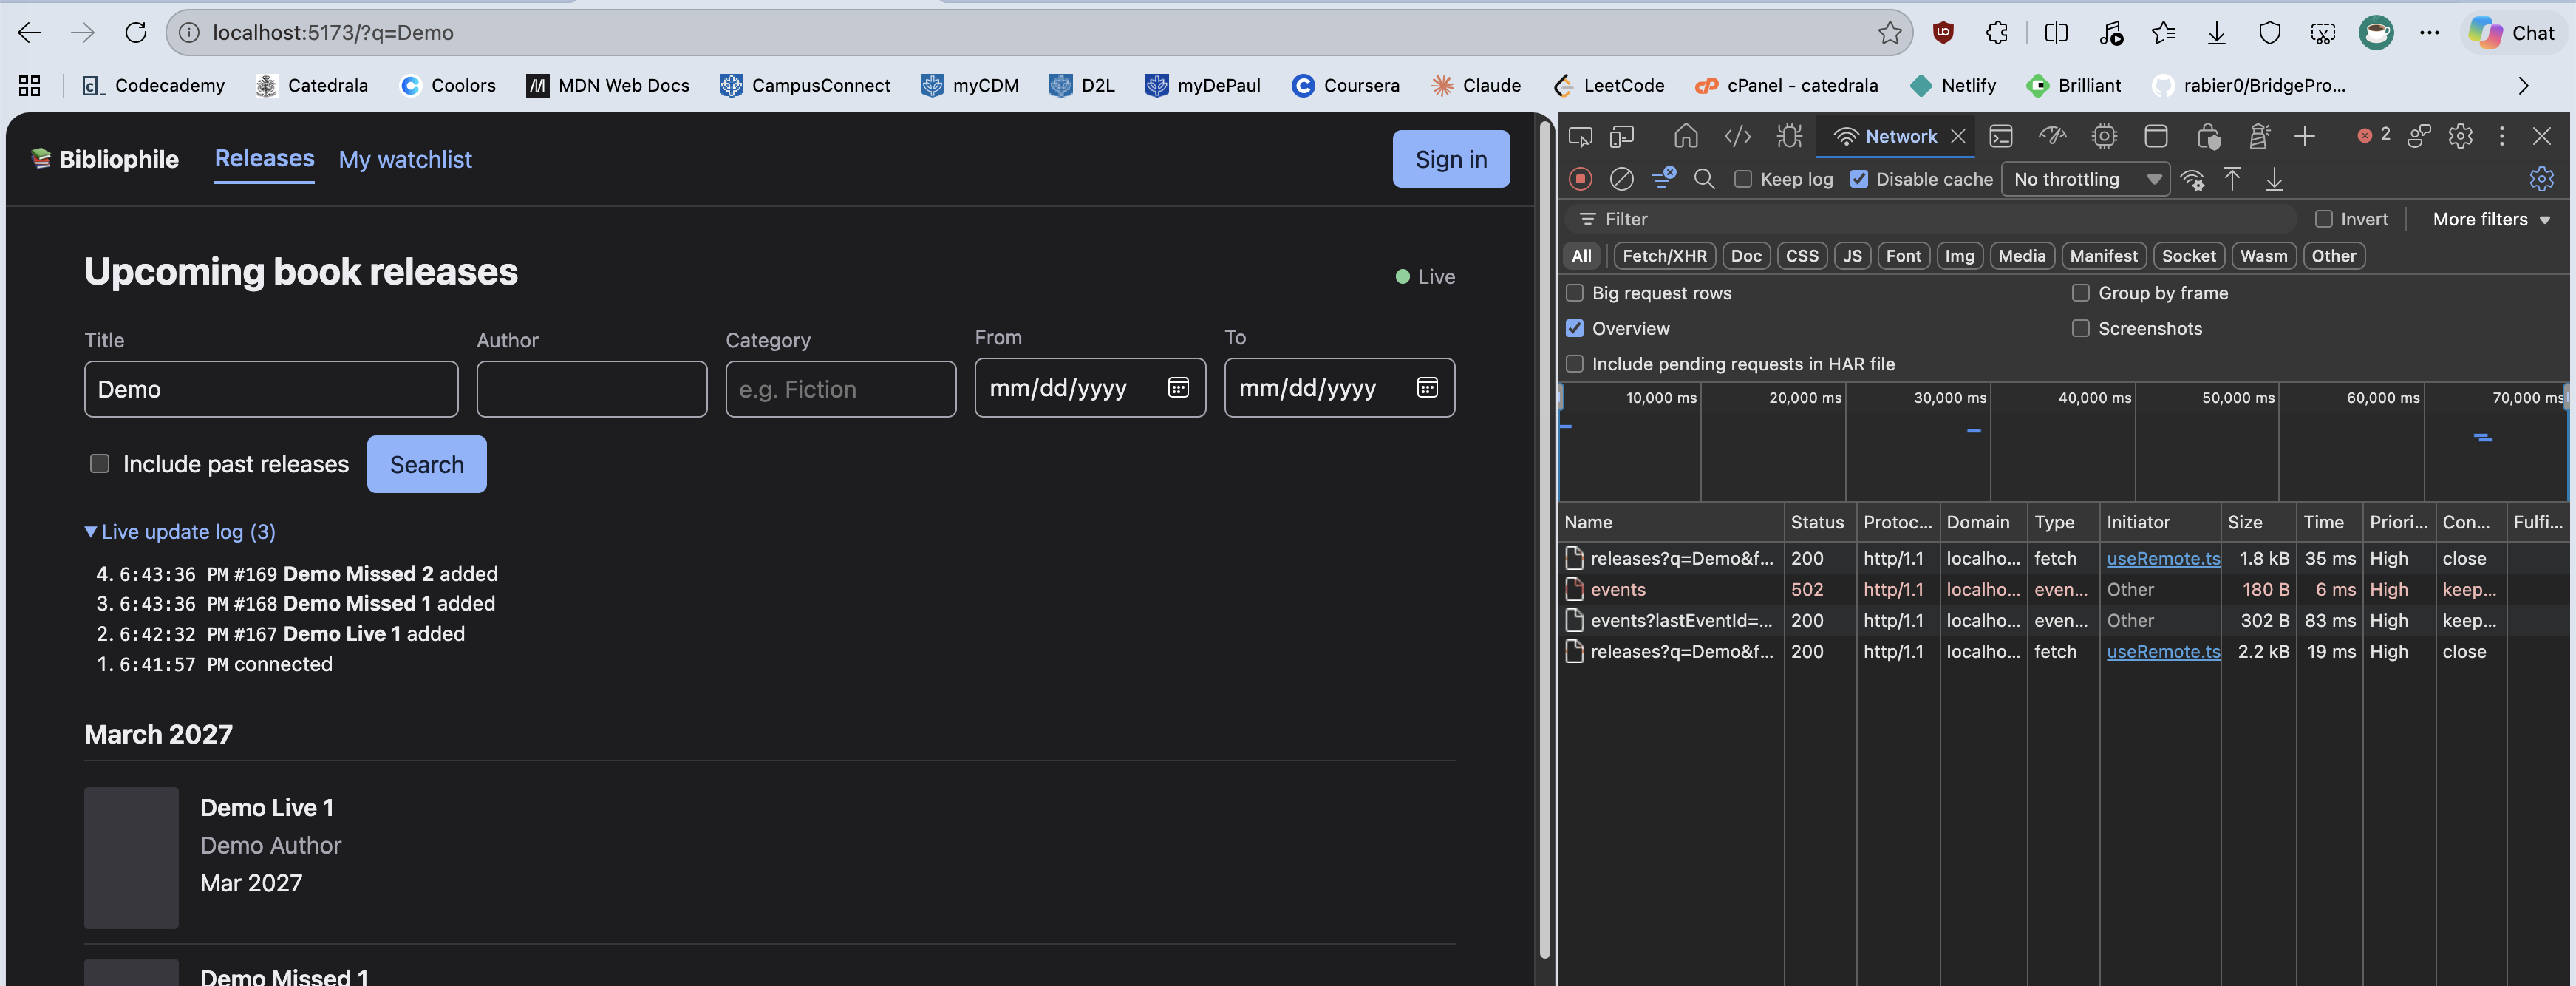 localhost:5173/?q=Demo
Chat
Codecademy Catedrala Coolors MDN Web Docs CampusConnect myCDM D2L myDePaul Coursera Claude LeetCode cPanel - catedrala Netlify Brilliant rabier0/BridgePro...
Bibliophile Releases My watchlist Sign in
Upcoming book releases
Live
Title Author Category From To
Demo e.g. Fiction mm/dd/yyyy mm/dd/yyyy
Include past releases Search
Live update log (3)
4. 6:43:36 PM #169 Demo Missed 2 added
3. 6:43:36 PM #168 Demo Missed 1 added
2. 6:42:32 PM #167 Demo Live 1 added
1. 6:41:57 PM connected
March 2027
Demo Live 1
Demo Author
Mar 2027
Demo Missed 1
Network 2
Keep log Disable cache No throttling
Filter Invert More filters
All Fetch/XHR Doc CSS JS Font Img Media Manifest Socket Wasm Other
Big request rows Group by frame
Overview Screenshots
Include pending requests in HAR file
10,000 ms 20,000 ms 30,000 ms 40,000 ms 50,000 ms 60,000 ms 70,000 ms
Name Status Protoc... Domain Type Initiator Size Time Priori... Con... Fulfi...
releases?q=Demo&f... 200 http/1.1 localho... fetch useRemote.ts 1.8 kB 35 ms High close
events 502 http/1.1 localho... even... Other 180 B 6 ms High keep...
events?lastEventId=... 200 http/1.1 localho... even... Other 302 B 83 ms High keep...
releases?q=Demo&f... 200 http/1.1 localho... fetch useRemote.ts 2.2 kB 19 ms High close